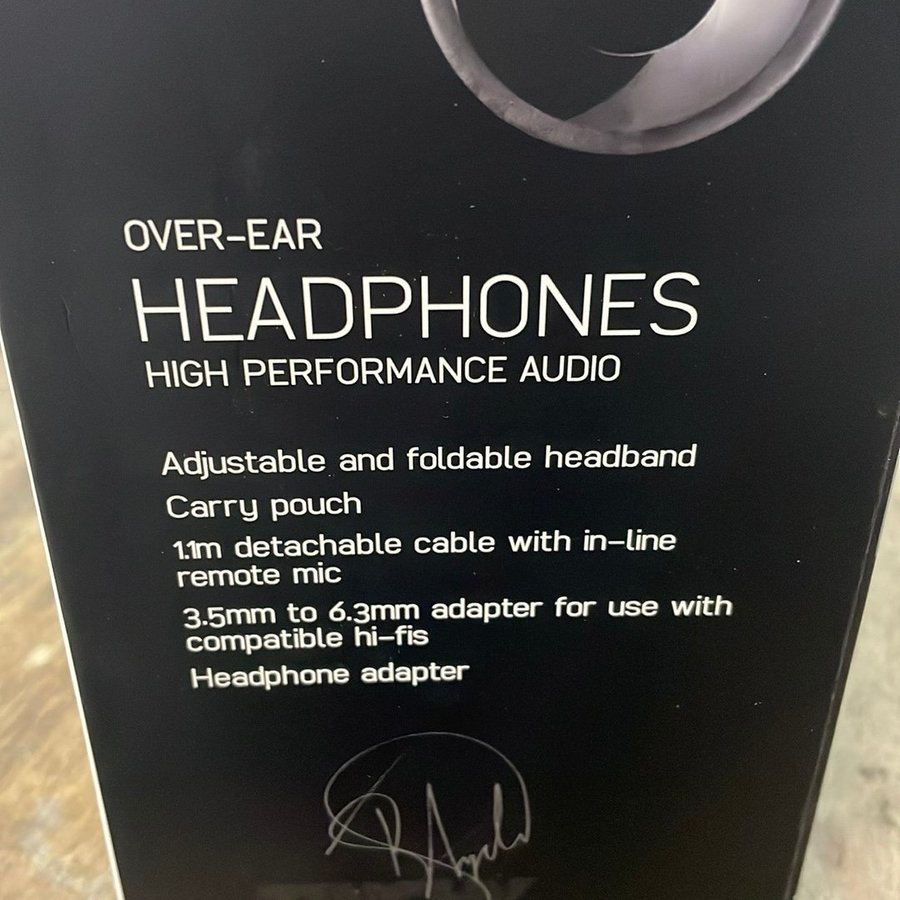 OVER-EAR
HEADPHONES
HIGH PERFORMANCE AUDIO
Adjustable and foldable headband
Carry pouch
1.1m detachable cable with in-line
remote mic
3.5mm to 6.3mm adapter for use with
compatible hi-fis
Headphone adapter